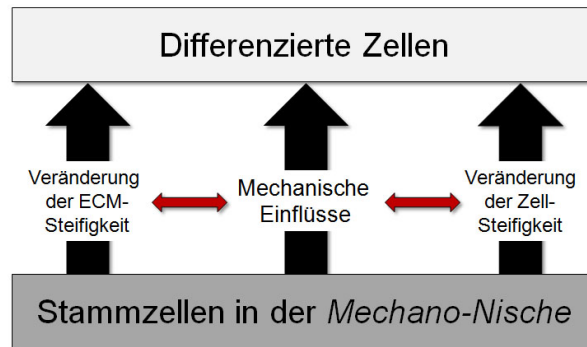 Differenzierte Zellen
Veränderung
der ECM-
Steifigkeit
Mechanische
Einflüsse
Veränderung
der Zell-
Steifigkeit
Stammzellen in der Mechano-Nische